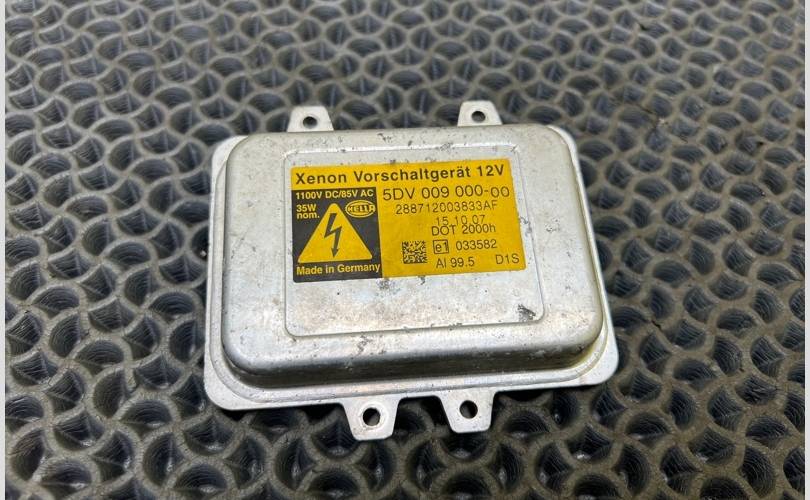 Xenon Vorschaltgerät 12V
1100V DC/85V AC
35W
nom.
HELLA
5DV 009 000-00
288712003833AF
15.10.07
DOT 2000h
e1 033582
Al 99.5 D1S
Made in Germany